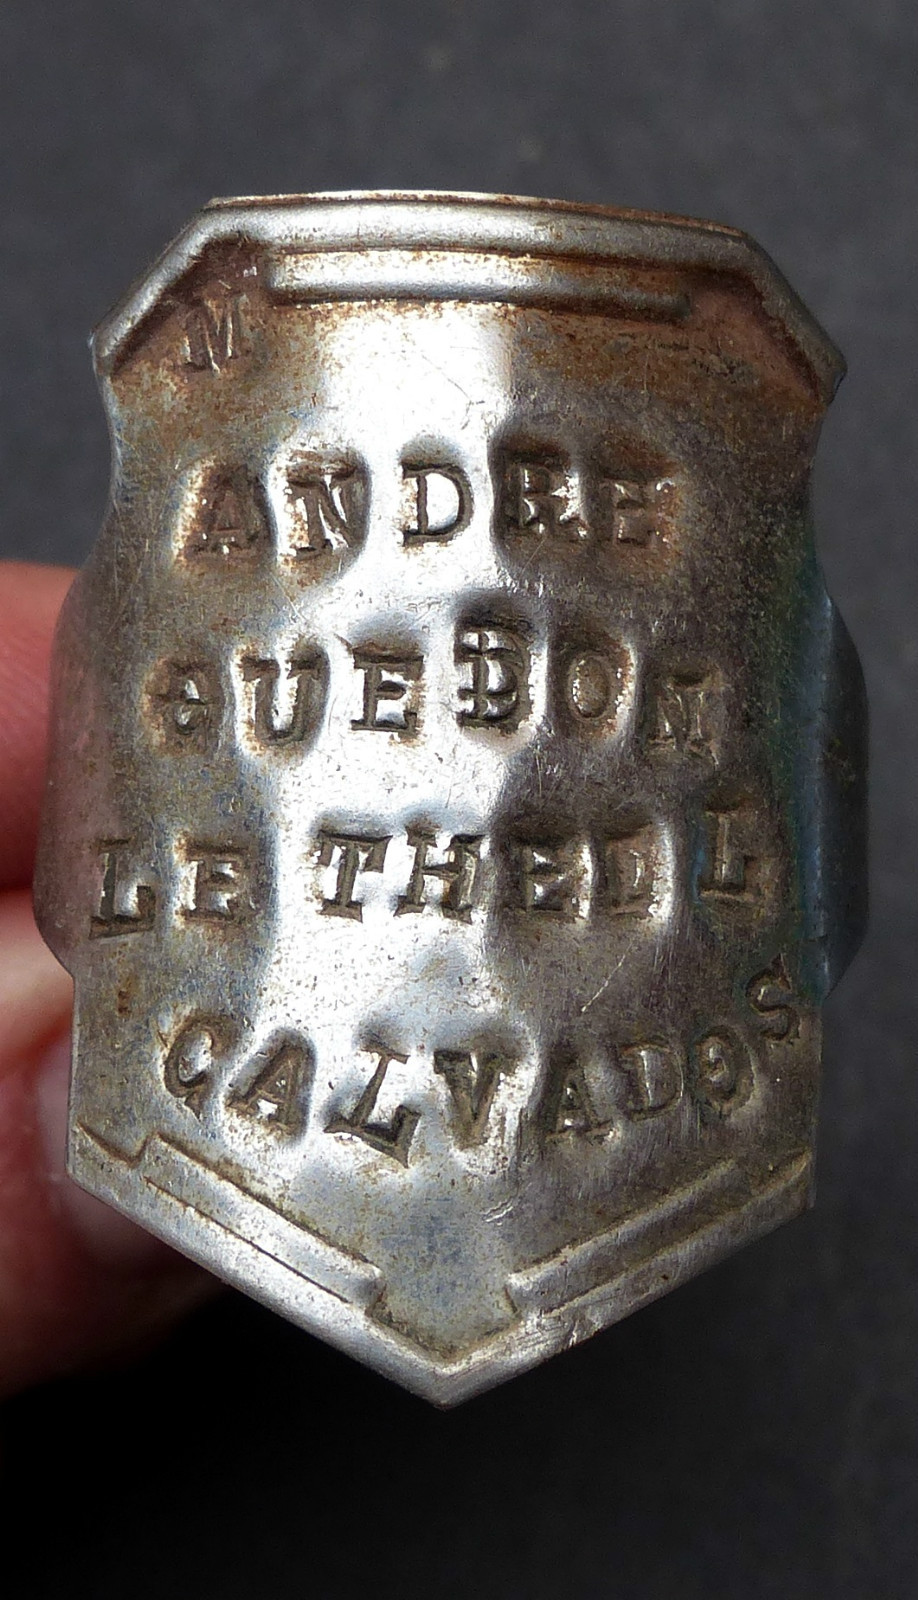 M
ANDRE
GUEDON
LE THEIL
CALVADOS